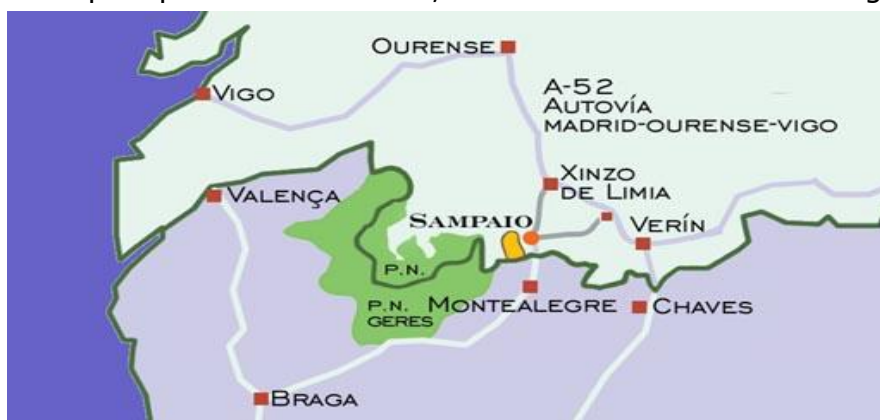 OURENSE
VIGO
A-52
AUTOVÍA
MADRID-OURENSE-VIGO
XINZO
DE LIMIA
VALENÇA
SAMPAIO
VERÍN
P.N.
P.N.
GERES
MONTEALEGRE
CHAVES
BRAGA